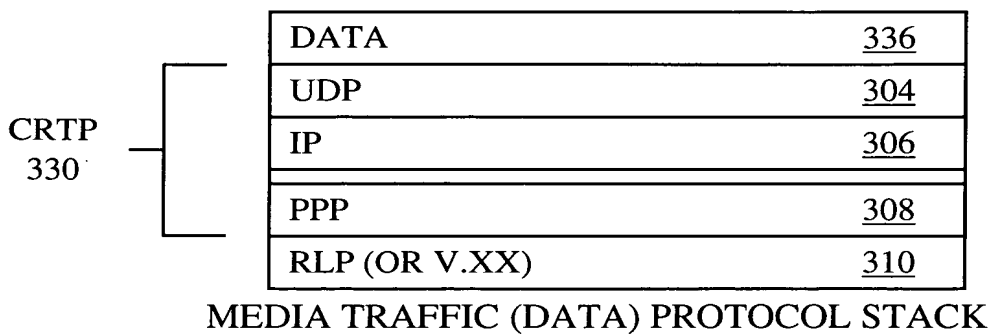 DATA 336
UDP 304
CRTP
330
IP 306
PPP 308
RLP (OR V.XX) 310
MEDIA TRAFFIC (DATA) PROTOCOL STACK